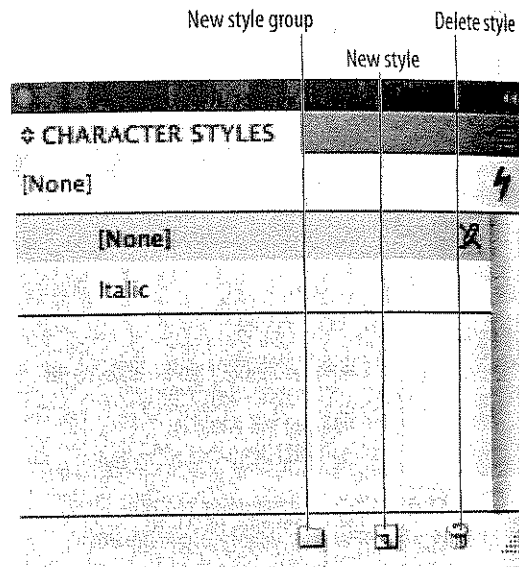 New style group
Delete style
New style
CHARACTER STYLES
[None]
[None]
Italic